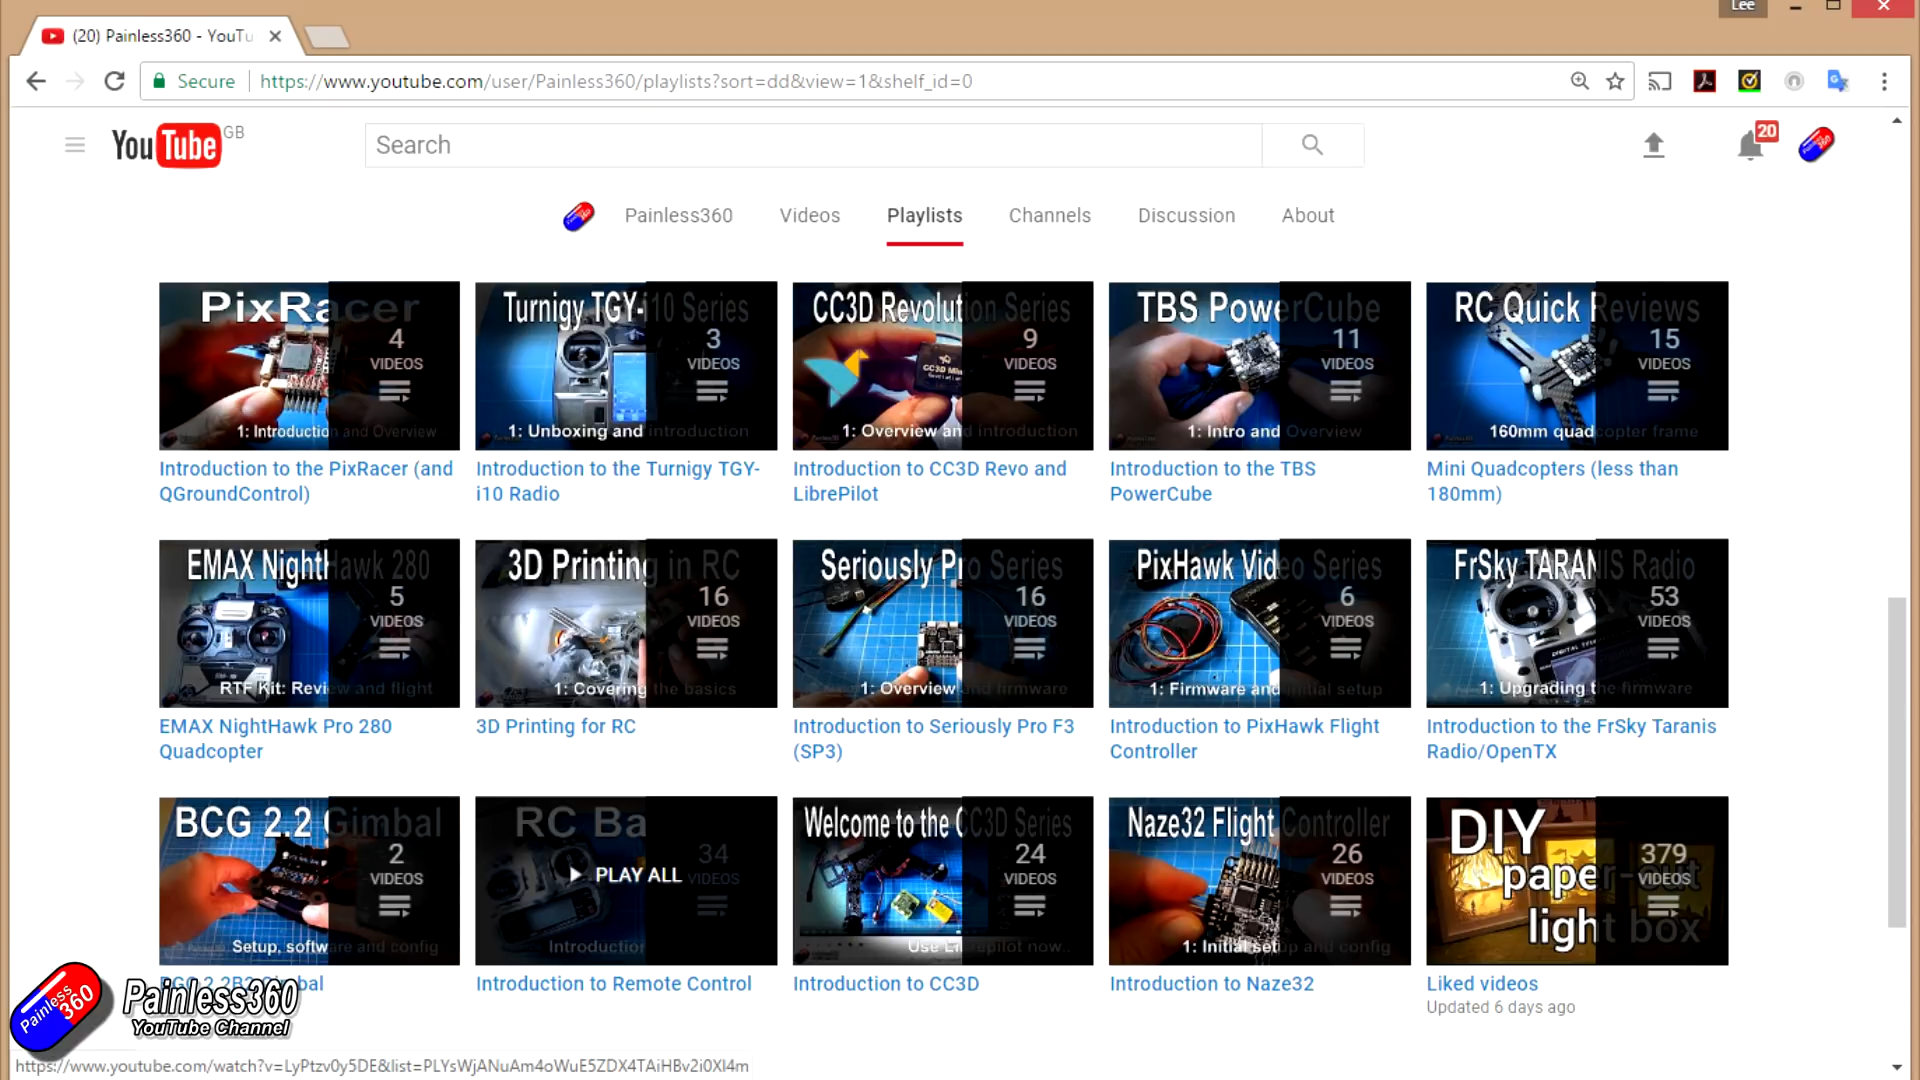 Lee
(20) Painless360 - YouTu
Secure
https://www.youtube.com/user/Painless360/playlists?sort=dd&view=1&shelf_id=0
YouTube GB
Search
20
Painless360 Videos Playlists Channels Discussion About
PixRacer
4
VIDEOS
1: Introduction and Overview
Introduction to the PixRacer (and
QGroundControl)
Turnigy TGY-i10 Series
3
VIDEOS
1: Unboxing and introduction
Introduction to the Turnigy TGY-
i10 Radio
CC3D Revolution Series
9
VIDEOS
1: Overview and introduction
Introduction to CC3D Revo and
LibrePilot
TBS PowerCube
11
VIDEOS
1: Intro and Overview
Introduction to the TBS
PowerCube
RC Quick Reviews
15
VIDEOS
160mm quadcopter frame
Mini Quadcopters (less than
180mm)
EMAX NightHawk 280
5
VIDEOS
RTF Kit: Review and flight
EMAX NightHawk Pro 280
Quadcopter
3D Printing in RC
16
VIDEOS
1: Covering the basics
3D Printing for RC
Seriously Pro Series
16
VIDEOS
1: Overview and firmware
Introduction to Seriously Pro F3
(SP3)
PixHawk Video Series
6
VIDEOS
1: Firmware and initial setup
Introduction to PixHawk Flight
Controller
FrSky TARANIS Radio
53
VIDEOS
1: Upgrading the firmware
Introduction to the FrSky Taranis
Radio/OpenTX
BCG 2.2 Gimbal
2
VIDEOS
Setup, software and config
RC Ba
34
VIDEOS
PLAY ALL
Introduction
Introduction to Remote Control
Welcome to the CC3D Series
24
VIDEOS
Use Librepilot now..
Introduction to CC3D
Naze32 Flight Controller
26
VIDEOS
1: Initial setup and config
Introduction to Naze32
DIY
paper-cut
light box
379
VIDEOS
Liked videos
Updated 6 days ago
Painless
360
Painless360
YouTube Channel
https://www.youtube.com/watch?v=LyPtzv0y5DE&list=PLYsWjANuAm4oWuE5ZDX4TAiHBv2i0Xl4m